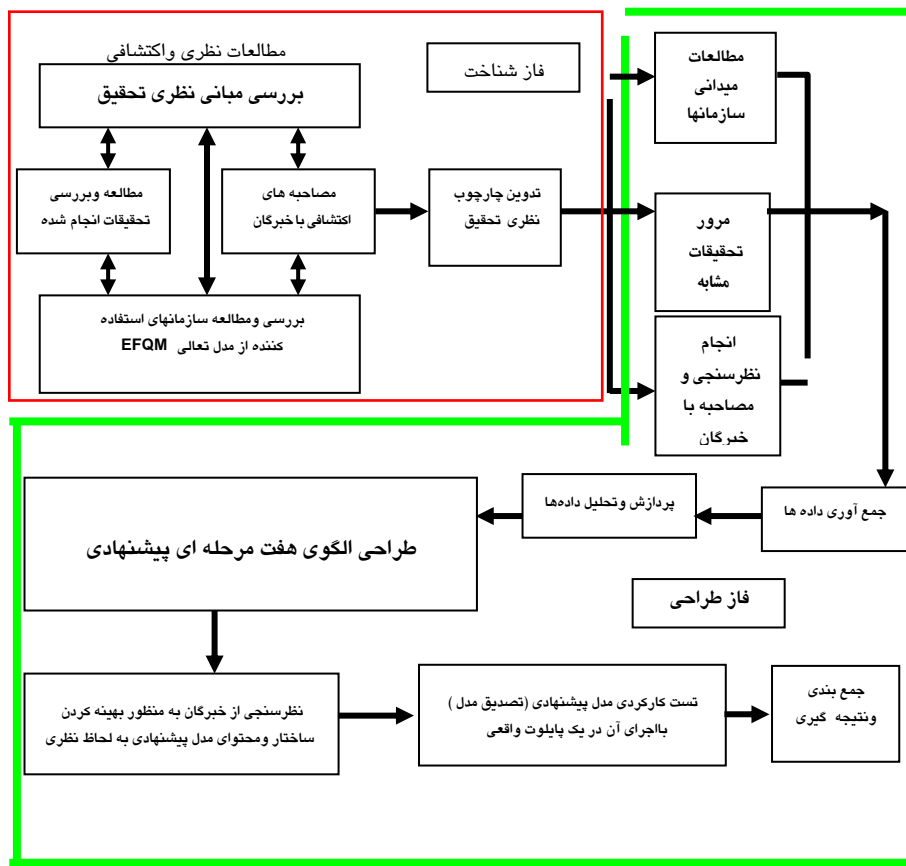 مطالعات نظری واکتشافی
فاز شناخت
بررسی مبانی نظری تحقیق
مطالعه وبررسی
تحقیقات انجام شده
مصاحبه های
اکتشافی با خبرگان
تدوین چارچوب
نظری تحقیق
بررسی ومطالعه سازمانهای استفاده
کننده از مدل تعالی EFQM
مطالعات
میدانی
سازمانها
مرور
تحقیقات
مشابه
انجام
نظرسنجی و
مصاحبه با
خبرگان
جمع آوری داده ها
پردازش وتحلیل داده‌ها
طراحی الگوی هفت مرحله ای پیشنهادی
فاز طراحی
نظرسنجی از خبرگان به منظور بهینه کردن
ساختار ومحتوای مدل پیشنهادی به لحاظ نظری
تست کارکردی مدل پیشنهادی (تصدیق مدل )
بااجرای آن در یک پایلوت واقعی
جمع بندی
ونتیجه گیری